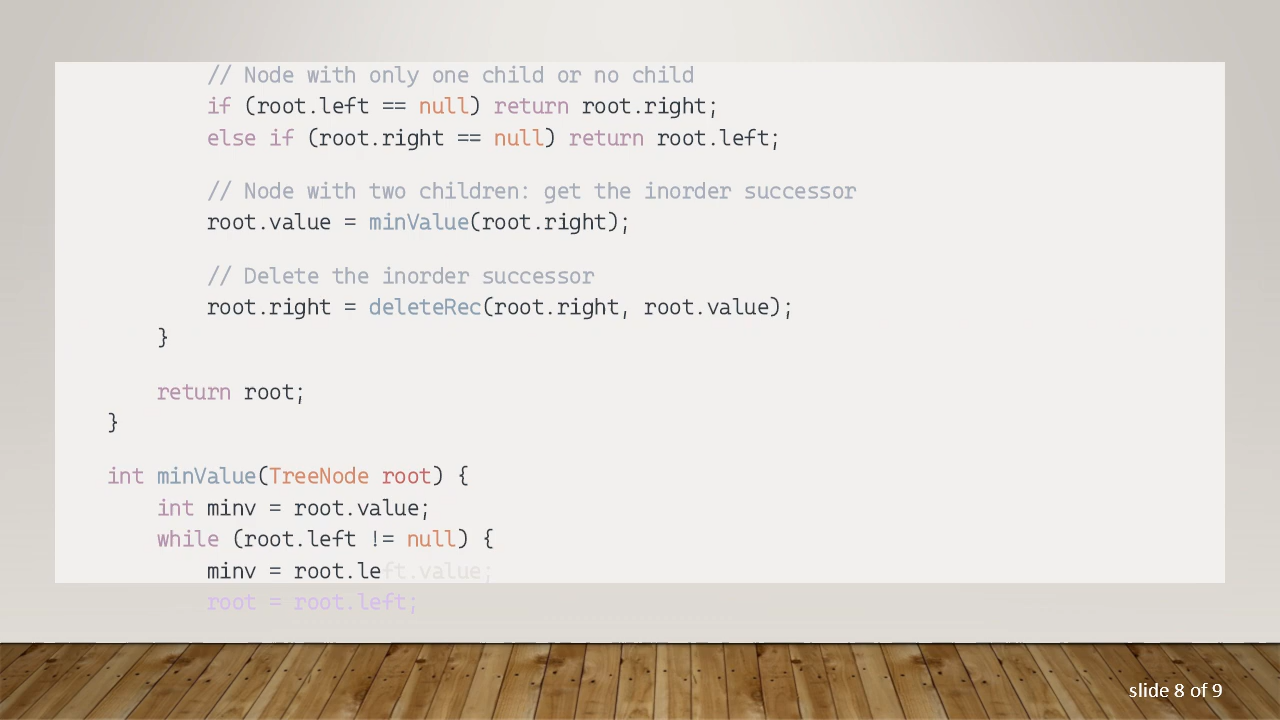 // Node with only one child or no child
if (root.left == null) return root.right;
else if (root.right == null) return root.left;
// Node with two children: get the inorder successor
root.value = minValue(root.right);
// Delete the inorder successor
root.right = deleteRec(root.right, root.value);
}
return root;
}
int minValue(TreeNode root) {
int minv = root.value;
while (root.left != null) {
minv = root.left.value;
root = root.left;
slide 8 of 9